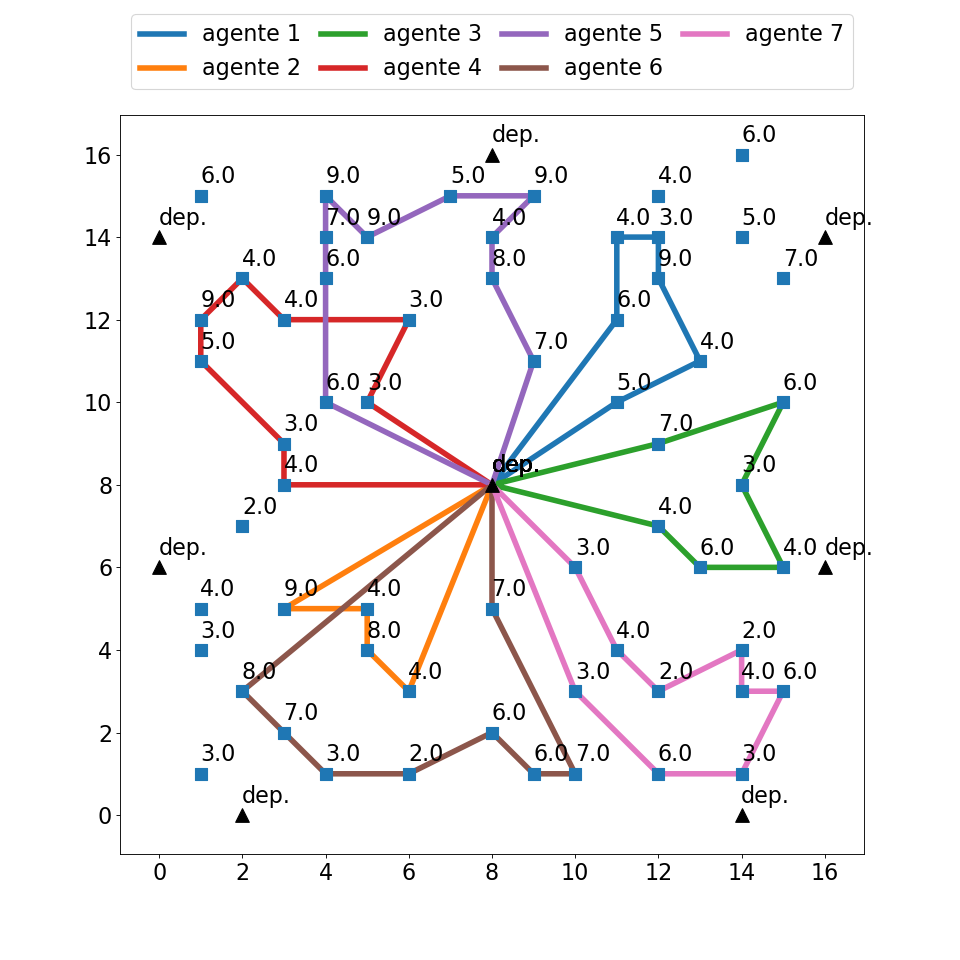 agente 1 agente 3 agente 5 agente 7
agente 2 agente 4 agente 6
6.0
dep.
6.0 9.0 5.0 9.0 4.0
dep. 7.0 9.0 4.0 4.0 3.0 5.0 dep.
4.0 6.0 8.0 9.0 7.0
9.0 4.0 3.0 6.0
5.0 7.0 4.0
6.0 3.0 5.0 6.0
3.0 7.0
4.0 dep. 3.0
2.0 4.0
dep. 3.0 6.0 4.0 dep.
4.0 9.0 4.0 7.0
3.0 8.0 4.0 2.0
8.0 4.0 3.0 2.0 4.0 6.0
7.0 6.0
3.0 3.0 2.0 6.0 7.0 6.0 3.0
dep. dep.
16
14
12
10
8
6
4
2
0
0 2 4 6 8 10 12 14 16